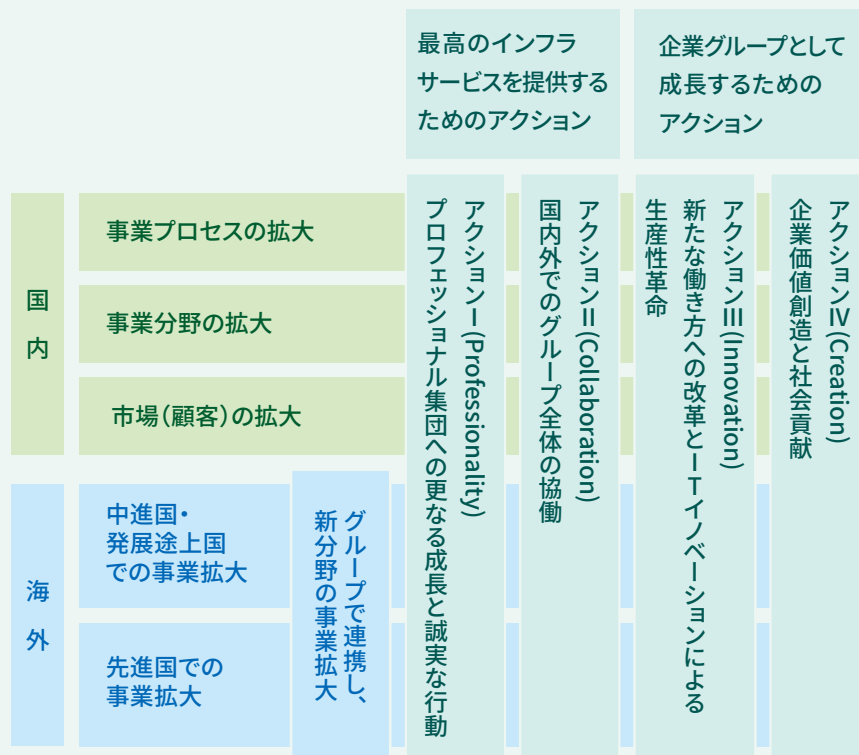 最高のインフラ
サービスを提供する
ためのアクション
企業グループとして
成長するための
アクション
国内
事業プロセスの拡大
事業分野の拡大
市場(顧客)の拡大
海外
中進国・
発展途上国
での事業拡大
先進国での
事業拡大
グループで連携し、
新分野の事業拡大
アクションⅠ(Professionality)
プロフェッショナル集団への更なる成長と誠実な行動
アクションⅡ(Collaboration)
国内外でのグループ全体の協働
アクションⅢ(Innovation)
新たな働き方への改革とITイノベーションによる
生産性革命
アクションⅣ(Creation)
企業価値創造と社会貢献